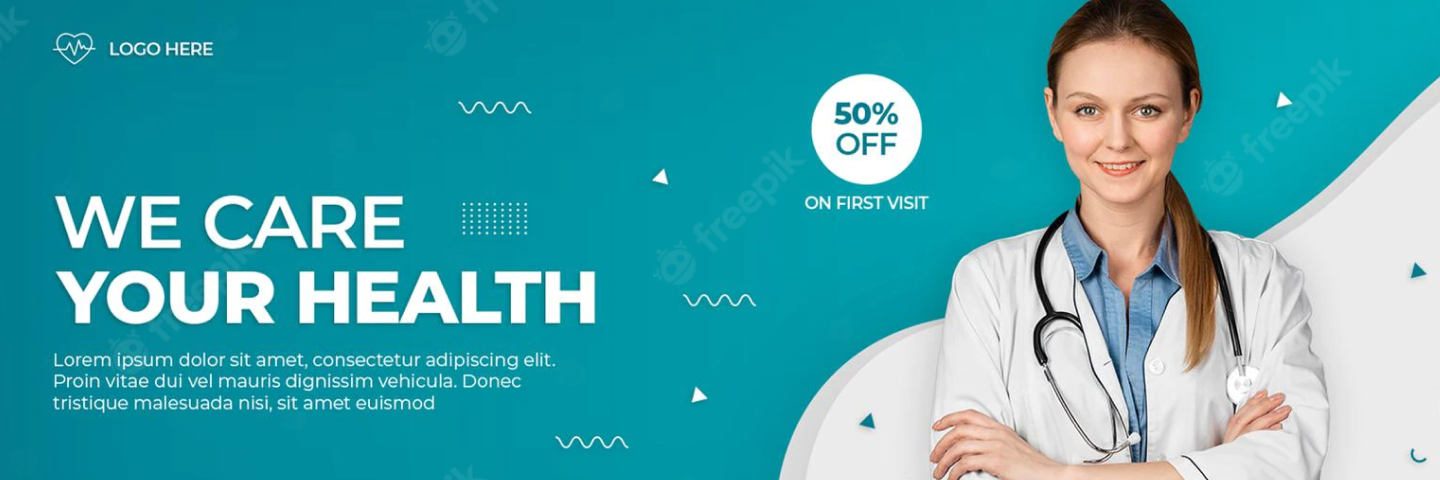 LOGO HERE
50%
OFF
ON FIRST VISIT
WE CARE
YOUR HEALTH
Lorem ipsum dolor sit amet, consectetur adipiscing elit.
Proin vitae dui vel mauris dignissim vehicula. Donec
tristique malesuada nisi, sit amet euismod
freepik
freepik